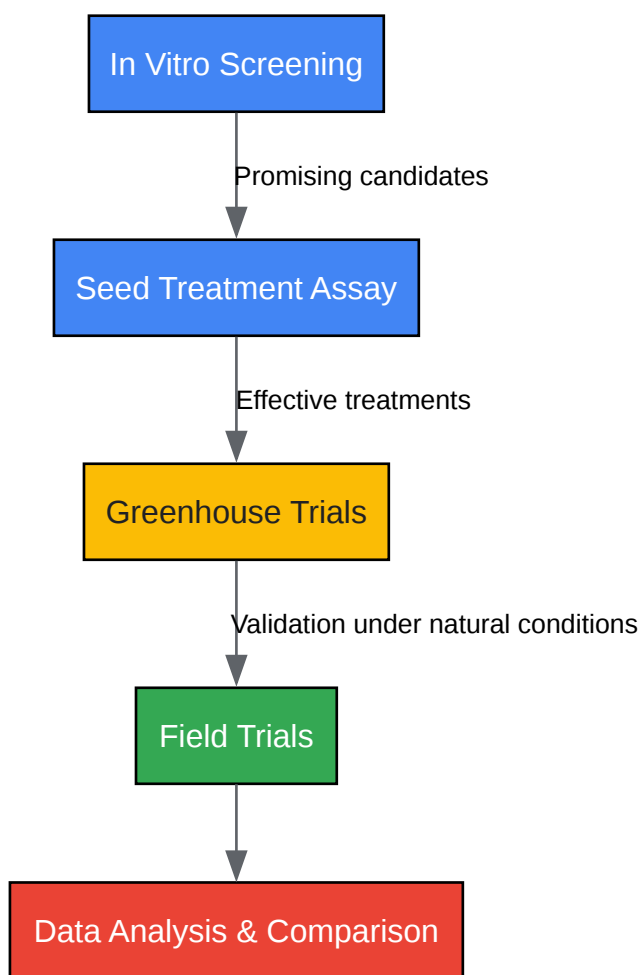 In Vitro Screening
Promising candidates
Seed Treatment Assay
Effective treatments
Greenhouse Trials
Validation under natural conditions
Field Trials
Data Analysis & Comparison